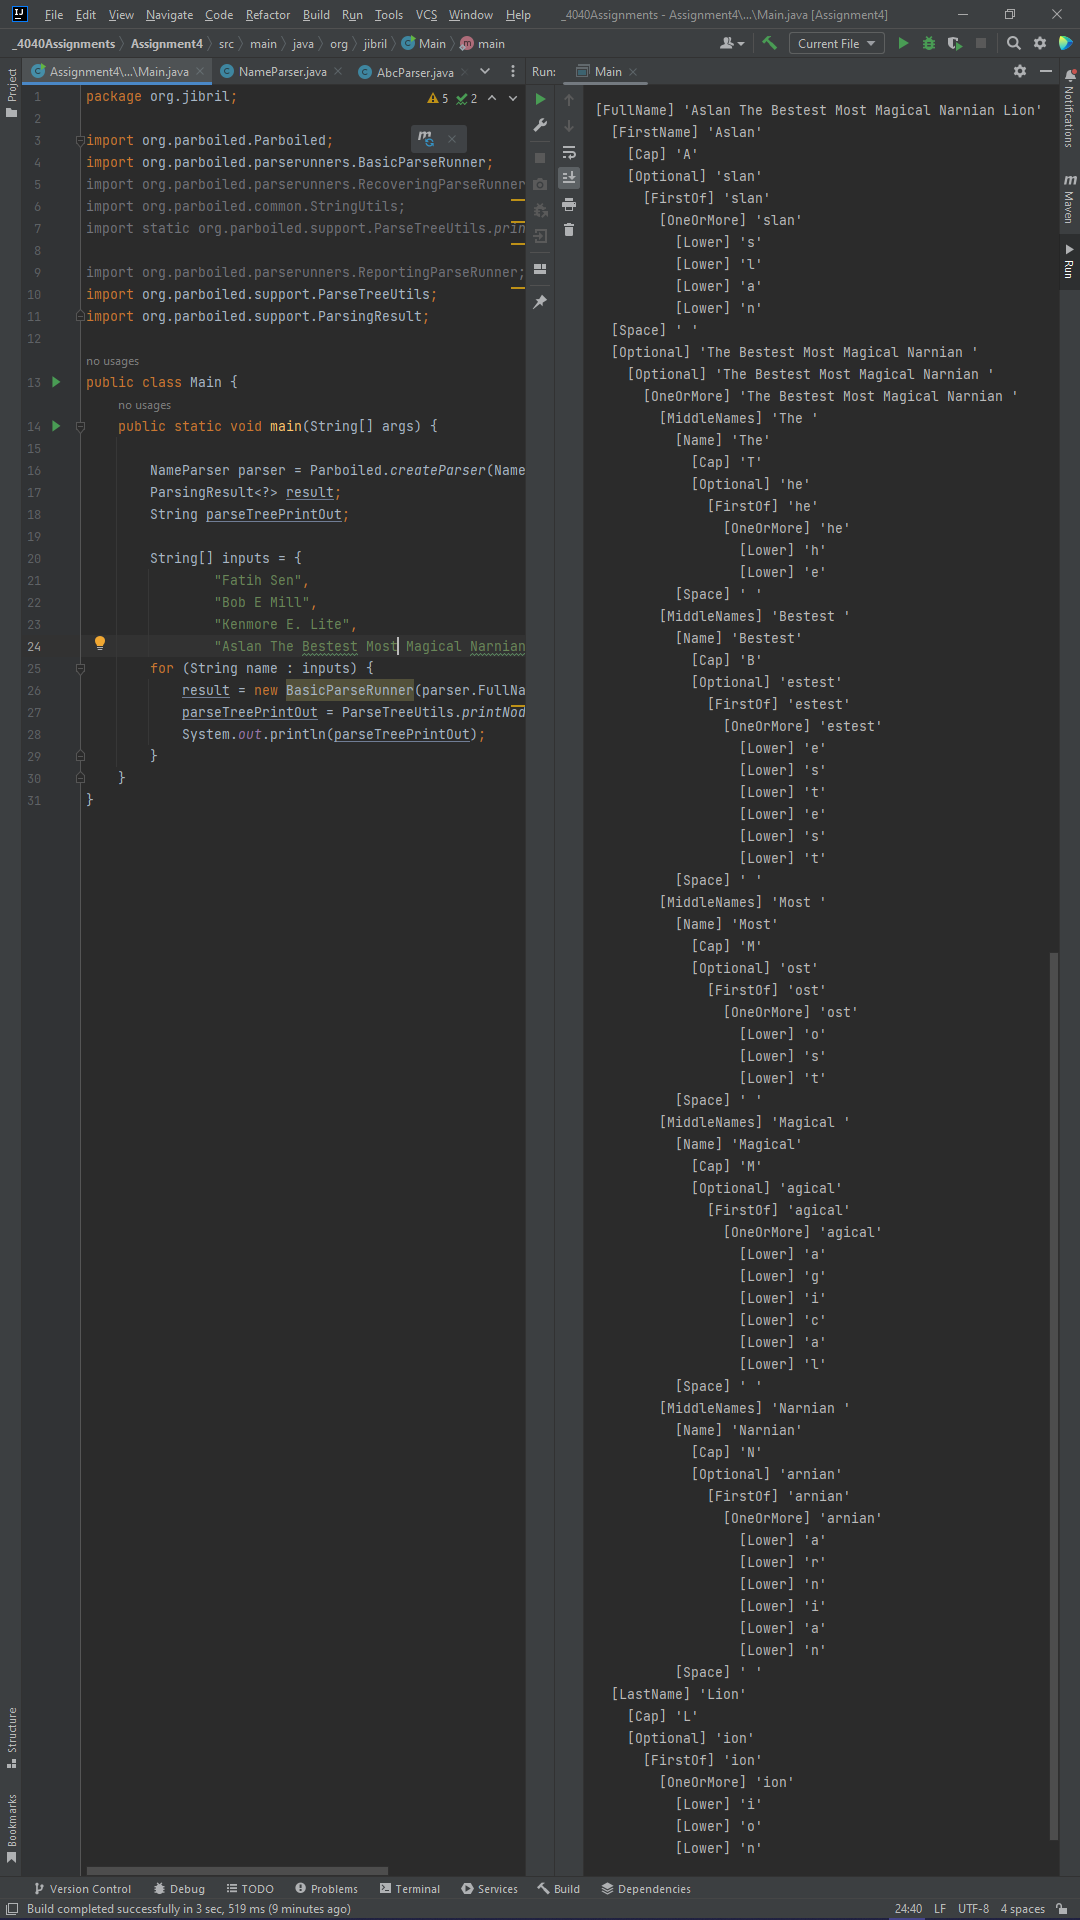 File Edit View Navigate Code Refactor Build Run Tools VCS Window Help _4040Assignments - Assignment4\...\Main.java [Assignment4]
_4040Assignments Assignment4 src main java org jibril Main main Current File
Assignment4\...\Main.java NameParser.java AbcParser.java Run: Main
Project
Structure
Bookmarks
5 2
1 package org.jibril;
2
3 import org.parboiled.Parboiled;
4 import org.parboiled.parserunners.BasicParseRunner;
5 import org.parboiled.parserunners.RecoveringParseRunner
6 import org.parboiled.common.StringUtils;
7 import static org.parboiled.support.ParseTreeUtils.prin
8
9 import org.parboiled.parserunners.ReportingParseRunner;
10 import org.parboiled.support.ParseTreeUtils;
11 import org.parboiled.support.ParsingResult;
12
no usages
13 public class Main {
no usages
14 public static void main(String[] args) {
15
16 NameParser parser = Parboiled.createParser(Name
17 ParsingResult<?> result;
18 String parseTreePrintOut;
19
20 String[] inputs = {
21 "Fatih Sen",
22 "Bob E Mill",
23 "Kenmore E. Lite",
24 "Aslan The Bestest Most Magical Narnian
25 for (String name : inputs) {
26 result = new BasicParseRunner(parser.FullNa
27 parseTreePrintOut = ParseTreeUtils.printNod
28 System.out.println(parseTreePrintOut);
29 }
30 }
31 }
[FullName] 'Aslan The Bestest Most Magical Narnian Lion'
[FirstName] 'Aslan'
[Cap] 'A'
[Optional] 'slan'
[FirstOf] 'slan'
[OneOrMore] 'slan'
[Lower] 's'
[Lower] 'l'
[Lower] 'a'
[Lower] 'n'
[Space] ' '
[Optional] 'The Bestest Most Magical Narnian '
[Optional] 'The Bestest Most Magical Narnian '
[OneOrMore] 'The Bestest Most Magical Narnian '
[MiddleNames] 'The '
[Name] 'The'
[Cap] 'T'
[Optional] 'he'
[FirstOf] 'he'
[OneOrMore] 'he'
[Lower] 'h'
[Lower] 'e'
[Space] ' '
[MiddleNames] 'Bestest '
[Name] 'Bestest'
[Cap] 'B'
[Optional] 'estest'
[FirstOf] 'estest'
[OneOrMore] 'estest'
[Lower] 'e'
[Lower] 's'
[Lower] 't'
[Lower] 'e'
[Lower] 's'
[Lower] 't'
[Space] ' '
[MiddleNames] 'Most '
[Name] 'Most'
[Cap] 'M'
[Optional] 'ost'
[FirstOf] 'ost'
[OneOrMore] 'ost'
[Lower] 'o'
[Lower] 's'
[Lower] 't'
[Space] ' '
[MiddleNames] 'Magical '
[Name] 'Magical'
[Cap] 'M'
[Optional] 'agical'
[FirstOf] 'agical'
[OneOrMore] 'agical'
[Lower] 'a'
[Lower] 'g'
[Lower] 'i'
[Lower] 'c'
[Lower] 'a'
[Lower] 'l'
[Space] ' '
[MiddleNames] 'Narnian '
[Name] 'Narnian'
[Cap] 'N'
[Optional] 'arnian'
[FirstOf] 'arnian'
[OneOrMore] 'arnian'
[Lower] 'a'
[Lower] 'r'
[Lower] 'n'
[Lower] 'i'
[Lower] 'a'
[Lower] 'n'
[Space] ' '
[LastName] 'Lion'
[Cap] 'L'
[Optional] 'ion'
[FirstOf] 'ion'
[OneOrMore] 'ion'
[Lower] 'i'
[Lower] 'o'
[Lower] 'n'
Notifications
Maven
Run
Version Control Debug TODO Problems Terminal Services Build Dependencies
Build completed successfully in 3 sec, 519 ms (9 minutes ago) 24:40 LF UTF-8 4 spaces